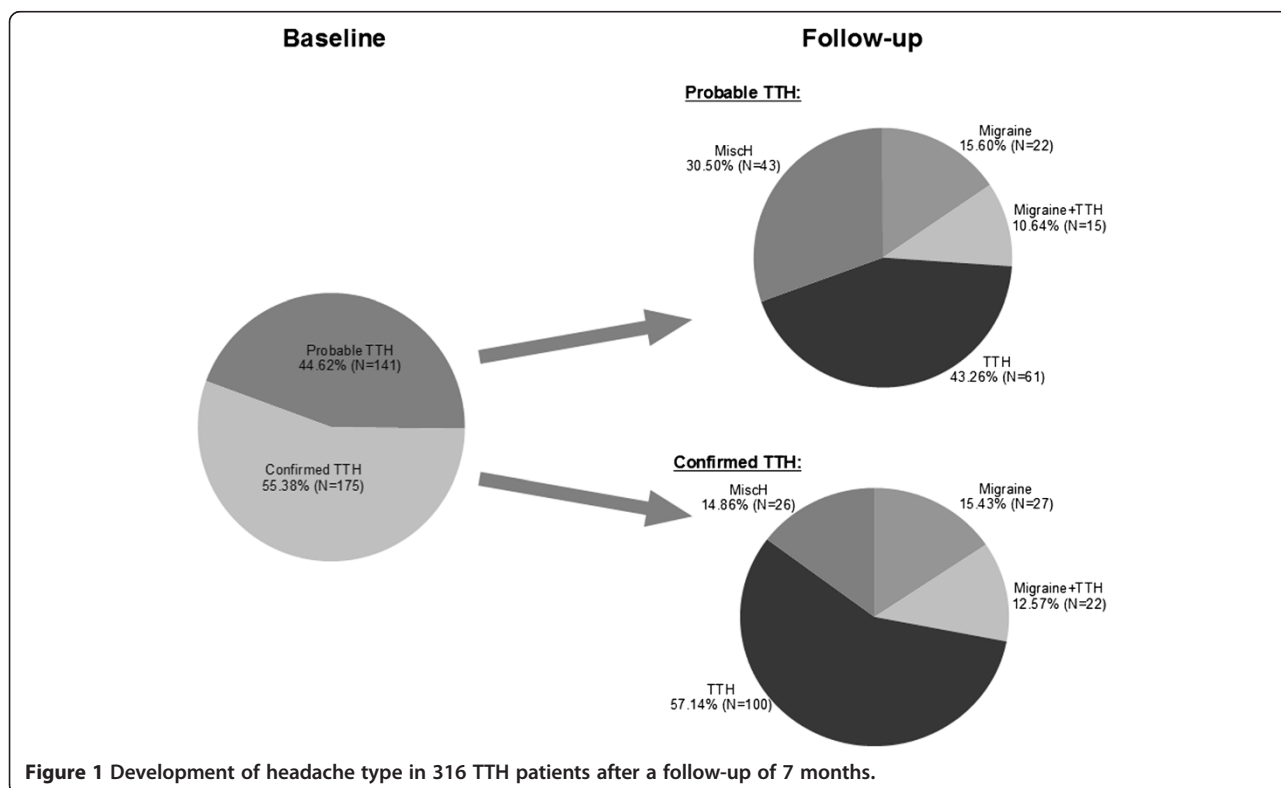 Baseline
Follow-up
Probable TTH:
Migraine
15.60% (N=22)
MiscH
30.50% (N=43)
Migraine+TTH
10.64% (N=15)
TTH
43.26% (N=61)
Probable TTH
44.62% (N=141)
Confirmed TTH
55.38% (N=175)
Confirmed TTH:
MiscH
14.86% (N=26)
Migraine
15.43% (N=27)
Migraine+TTH
12.57% (N=22)
TTH
57.14% (N=100)
Figure 1 Development of headache type in 316 TTH patients after a follow-up of 7 months.